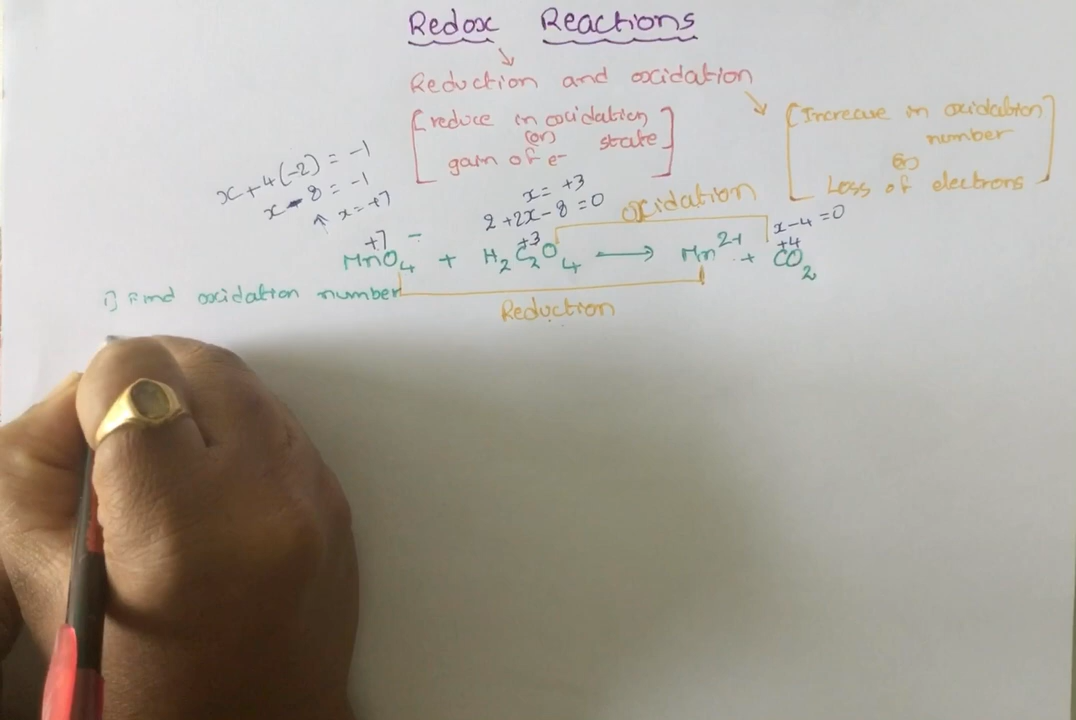 Redox Reactions
Reduction and oxidation
[reduce in oxidation
(or) state]
gain of e-
[Increase in oxidation
number
(or)
Loss of electrons]
x+4(-2) = -1
x-8 = -1
↑ x=+7
x= +3
2+2x-8=0
oxidation
x-4=0
+7 +3 +4
MnO4⁻ + H2C2O4 → Mn2+ + CO2
1) Find oxidation number
Reduction